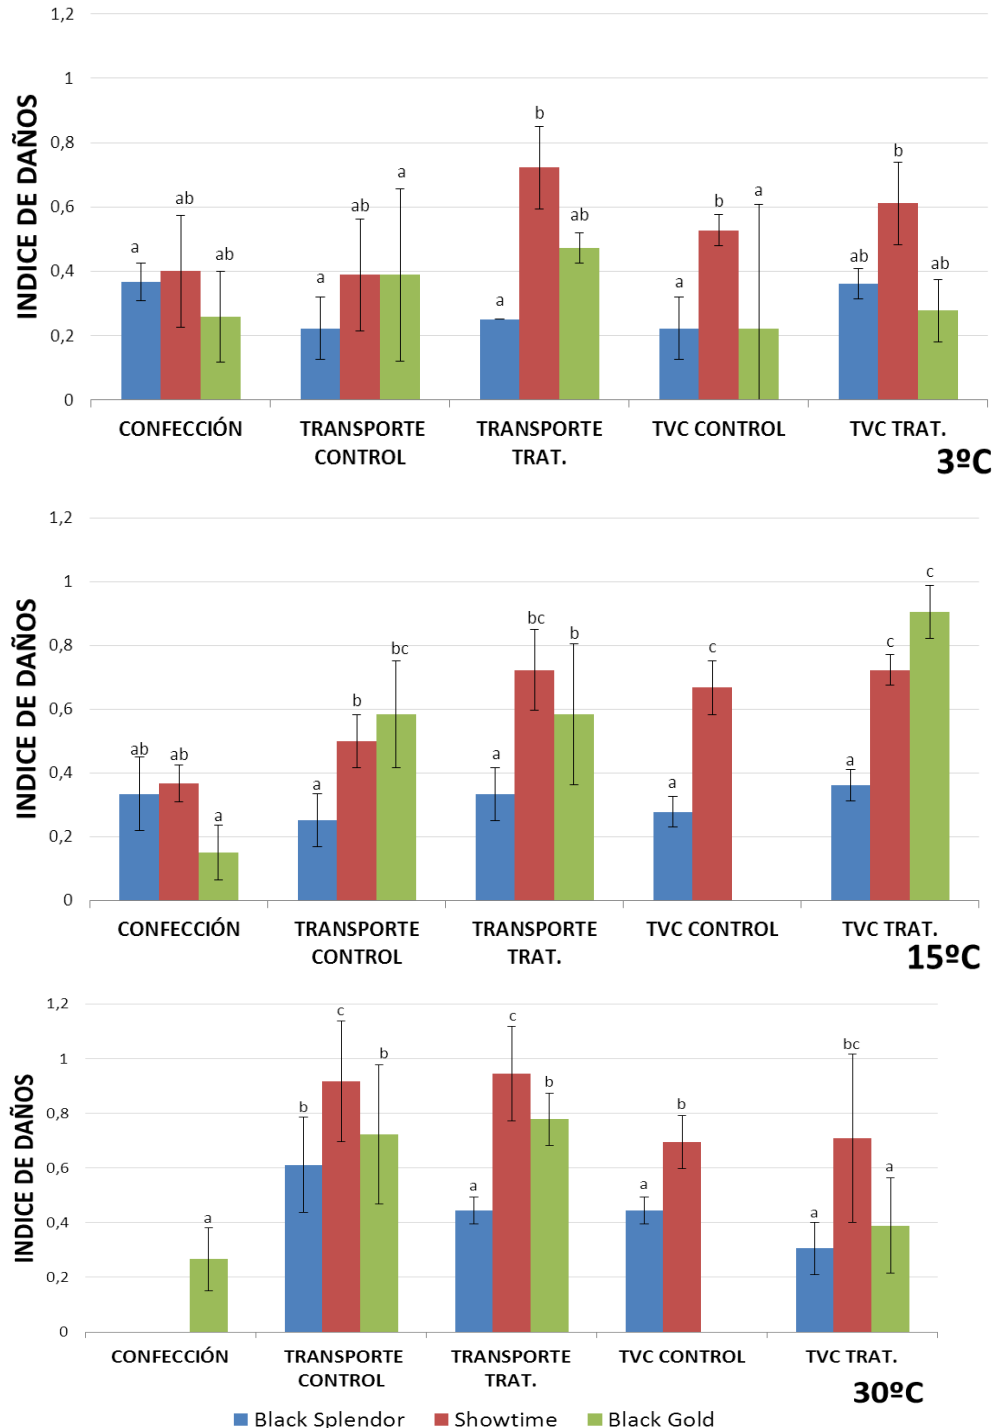 1,2
1
0,8
0,6
0,4
0,2
0
INDICE DE DAÑOS
a ab ab
a ab a
a b ab
a b a
ab b ab
CONFECCIÓN
TRANSPORTE
CONTROL
TRANSPORTE
TRAT.
TVC CONTROL
TVC TRAT.
3ºC
1,2
1
0,8
0,6
0,4
0,2
0
INDICE DE DAÑOS
ab ab a
a b bc
a bc b
a c
a c c
CONFECCIÓN
TRANSPORTE
CONTROL
TRANSPORTE
TRAT.
TVC CONTROL
TVC TRAT.
15ºC
1,2
1
0,8
0,6
0,4
0,2
0
INDICE DE DAÑOS
a
b c b
a c b
a b
a bc a
CONFECCIÓN
TRANSPORTE
CONTROL
TRANSPORTE
TRAT.
TVC CONTROL
TVC TRAT.
30ºC
Black Splendor Showtime Black Gold